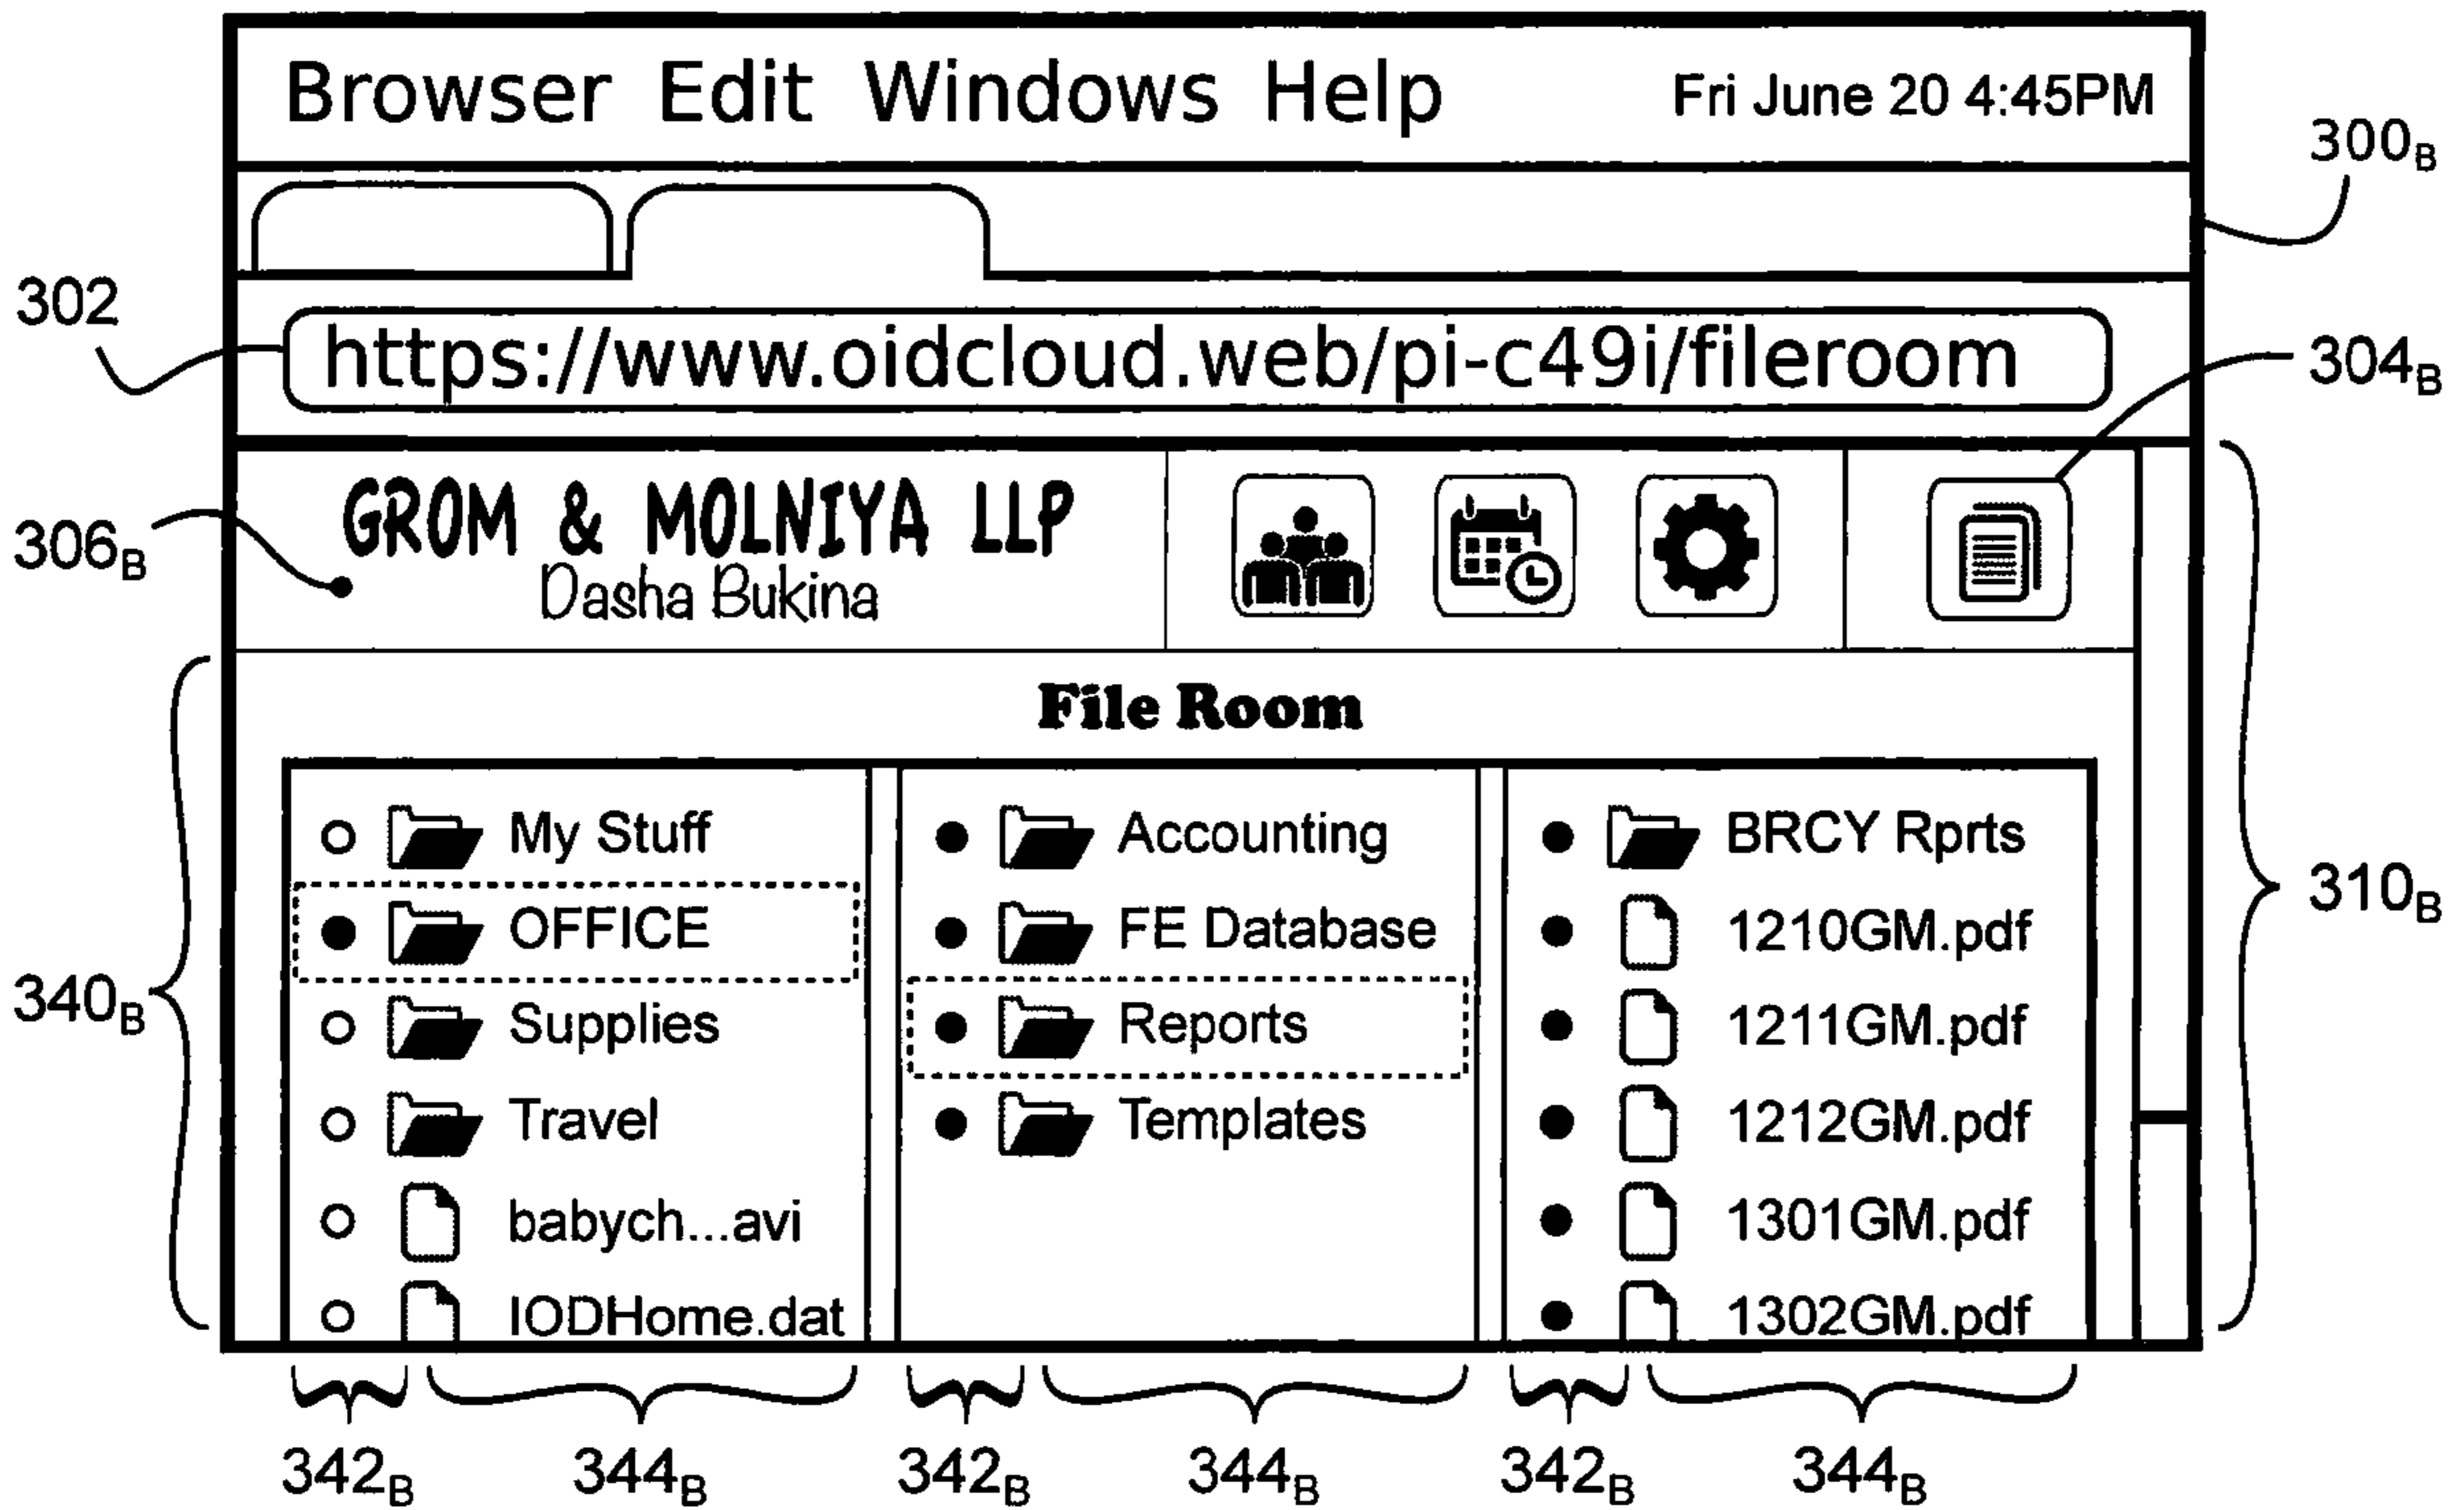 Browser Edit Windows Help Fri June 20 4:45PM
300B
302
https://www.oidcloud.web/pi-c49i/fileroom
304B
GROM & MOLNIYA LLP
306B
Dasha Bukina
File Room
My Stuff Accounting BRCY Rprts
310B
OFFICE FE Database 1210GM.pdf
340B
Supplies Reports 1211GM.pdf
Travel Templates 1212GM.pdf
babych...avi 1301GM.pdf
IODHome.dat 1302GM.pdf
342B 344B 342B 344B 342B 344B